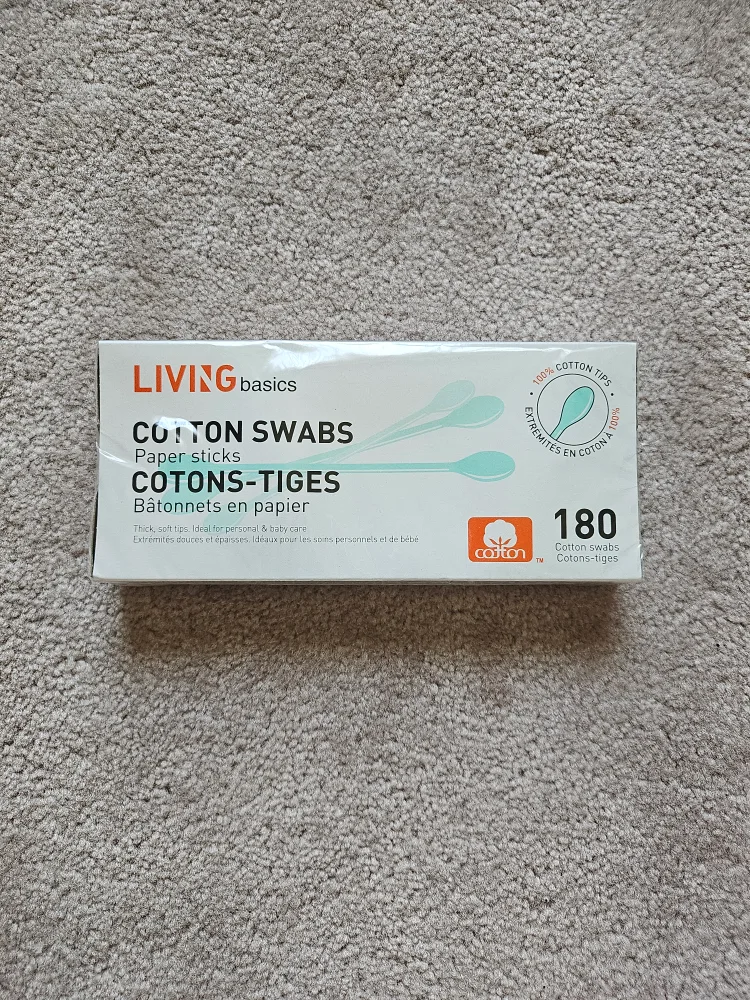 LIVING basics
COTTON SWABS
Paper sticks
COTONS-TIGES
Bâtonnets en papier
Thick, soft tips. Ideal for personal & baby care
Extrémités douces et épaisses. Idéaux pour les soins personnels et de bébé
• 100% COTTON TIPS •
EXTRÉMITÉS EN COTON À 100%
cotton TM
180
Cotton swabs
Cotons-tiges